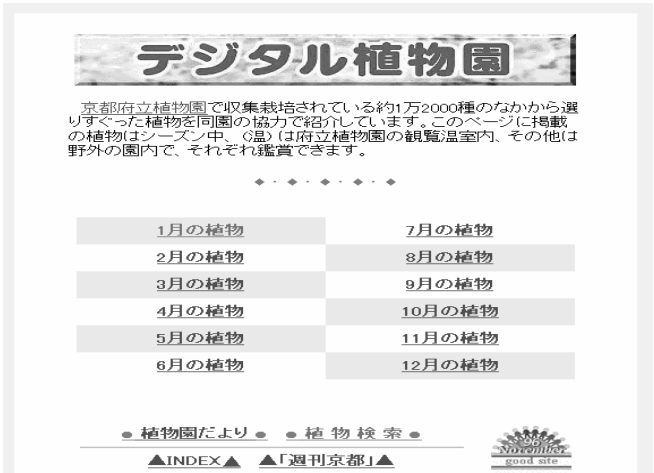 デジタル植物園
京都府立植物園で収集栽培されている約1万2000種のなかから選
りすぐった植物を同園の協力で紹介しています。このページに掲載
の植物はシーズン中、(温)は府立植物園の観覧温室内、その他は
野外の園内で、それぞれ鑑賞できます。
◆・◆・◆・◆・◆
1月の植物 7月の植物
2月の植物 8月の植物
3月の植物 9月の植物
4月の植物 10月の植物
5月の植物 11月の植物
6月の植物 12月の植物
●植物園だより● ●植物検索●
▲INDEX▲ ▲「週刊京都」▲
96
November
good site